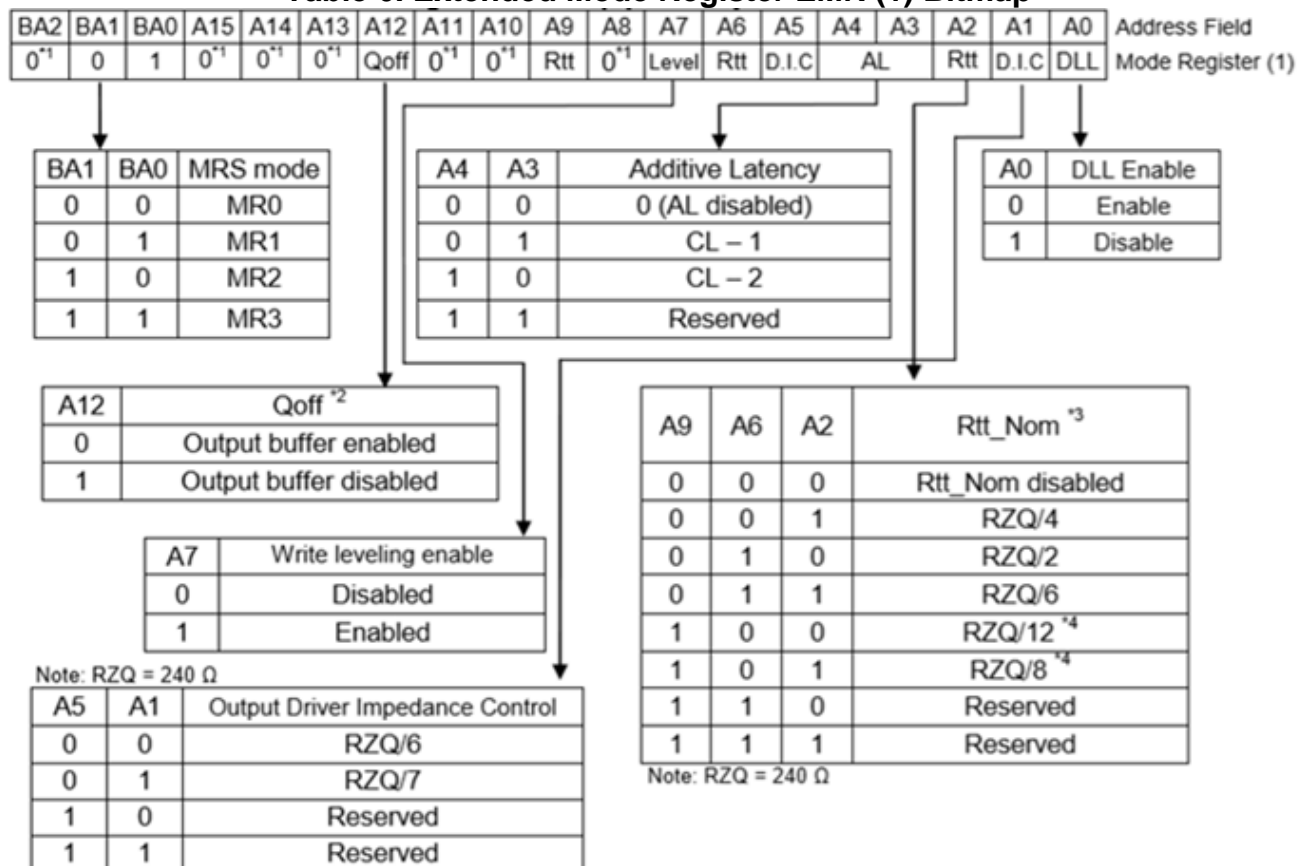 BA2 BA1 BA0 A15 A14 A13 A12 A11 A10 A9 A8 A7 A6 A5 A4 A3 A2 A1 A0 Address Field
0*1 0 1 0*1 0*1 0*1 Qoff 0*1 0*1 Rtt 0*1 Level Rtt D.I.C AL Rtt D.I.C DLL Mode Register (1)
BA1 BA0 MRS mode
0 0 MR0
0 1 MR1
1 0 MR2
1 1 MR3
A4 A3 Additive Latency
0 0 0 (AL disabled)
0 1 CL – 1
1 0 CL – 2
1 1 Reserved
A0 DLL Enable
0 Enable
1 Disable
A12 Qoff *2
0 Output buffer enabled
1 Output buffer disabled
A7 Write leveling enable
0 Disabled
1 Enabled
Note: RZQ = 240 Ω
A5 A1 Output Driver Impedance Control
0 0 RZQ/6
0 1 RZQ/7
1 0 Reserved
1 1 Reserved
A9 A6 A2 Rtt_Nom *3
0 0 0 Rtt_Nom disabled
0 0 1 RZQ/4
0 1 0 RZQ/2
0 1 1 RZQ/6
1 0 0 RZQ/12 *4
1 0 1 RZQ/8 *4
1 1 0 Reserved
1 1 1 Reserved
Note: RZQ = 240 Ω